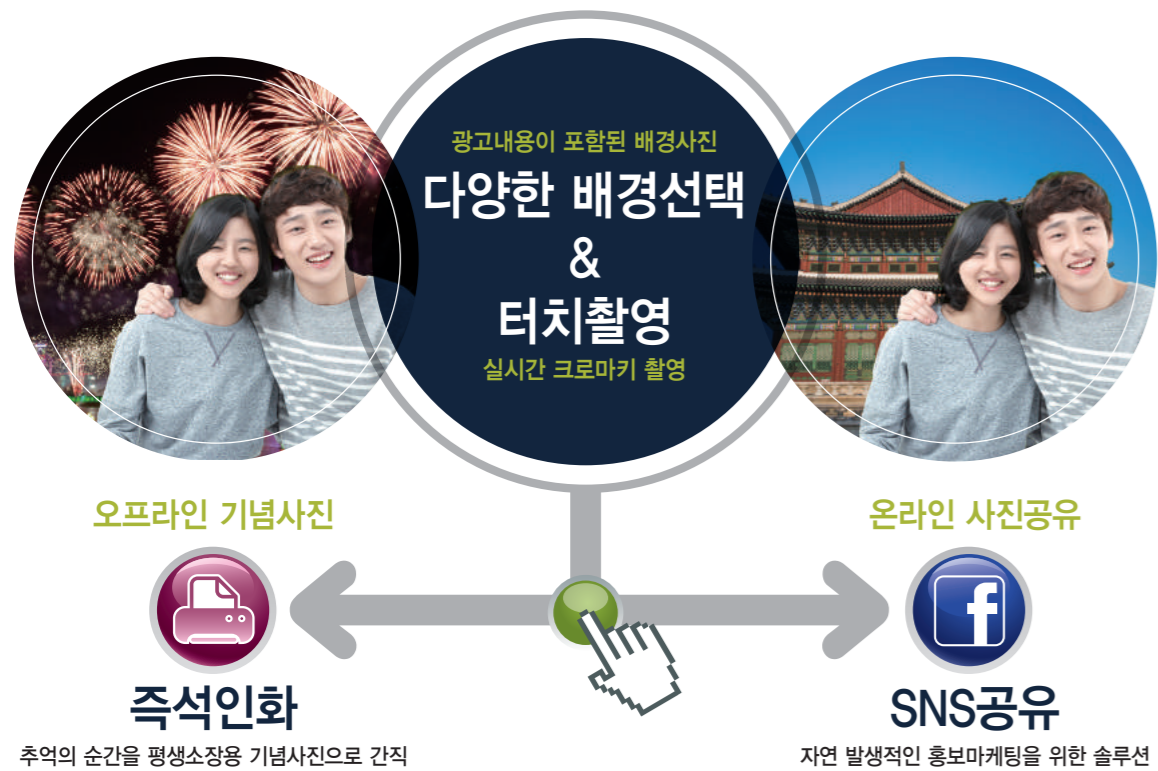 광고내용이 포함된 배경사진
다양한 배경선택
&
터치촬영
실시간 크로마키 촬영
오프라인 기념사진
즉석인화
추억의 순간을 평생소장용 기념사진으로 간직
온라인 사진공유
f
SNS공유
자연 발생적인 홍보마케팅을 위한 솔루션